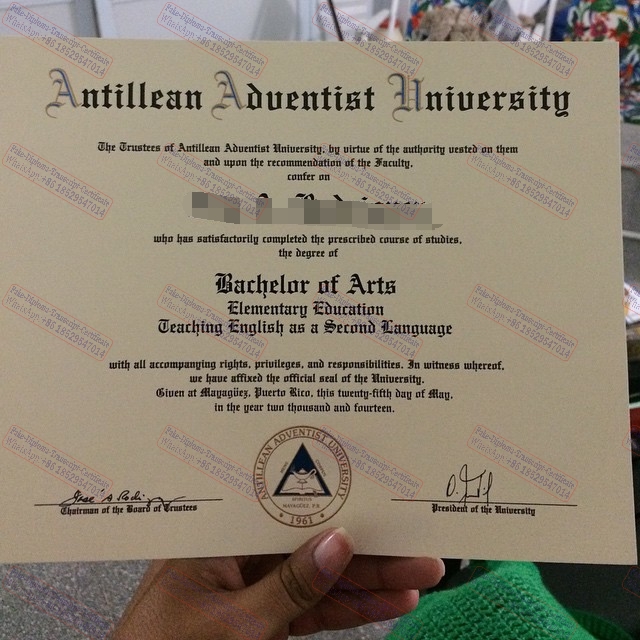 Antillean Adventist University
The Trustees of Antillean Adventist University, by virtue of the authority vested on them
and upon the recommendation of the Faculty,
confer on
who has satisfactorily completed the prescribed course of studies,
the degree of
Bachelor of Arts
Elementary Education
Teaching English as a Second Language
with all accompanying rights, privileges, and responsibilities. In witness whereof,
we have affixed the official seal of the University.
Given at Mayagüez, Puerto Rico, this twenty-fifth day of May,
in the year two thousand and fourteen.
ANTILLEAN ADVENTIST UNIVERSITY
MAYAGÜEZ, P.R.
• 1961 •
Chairman of the Board of Trustees
President of the University